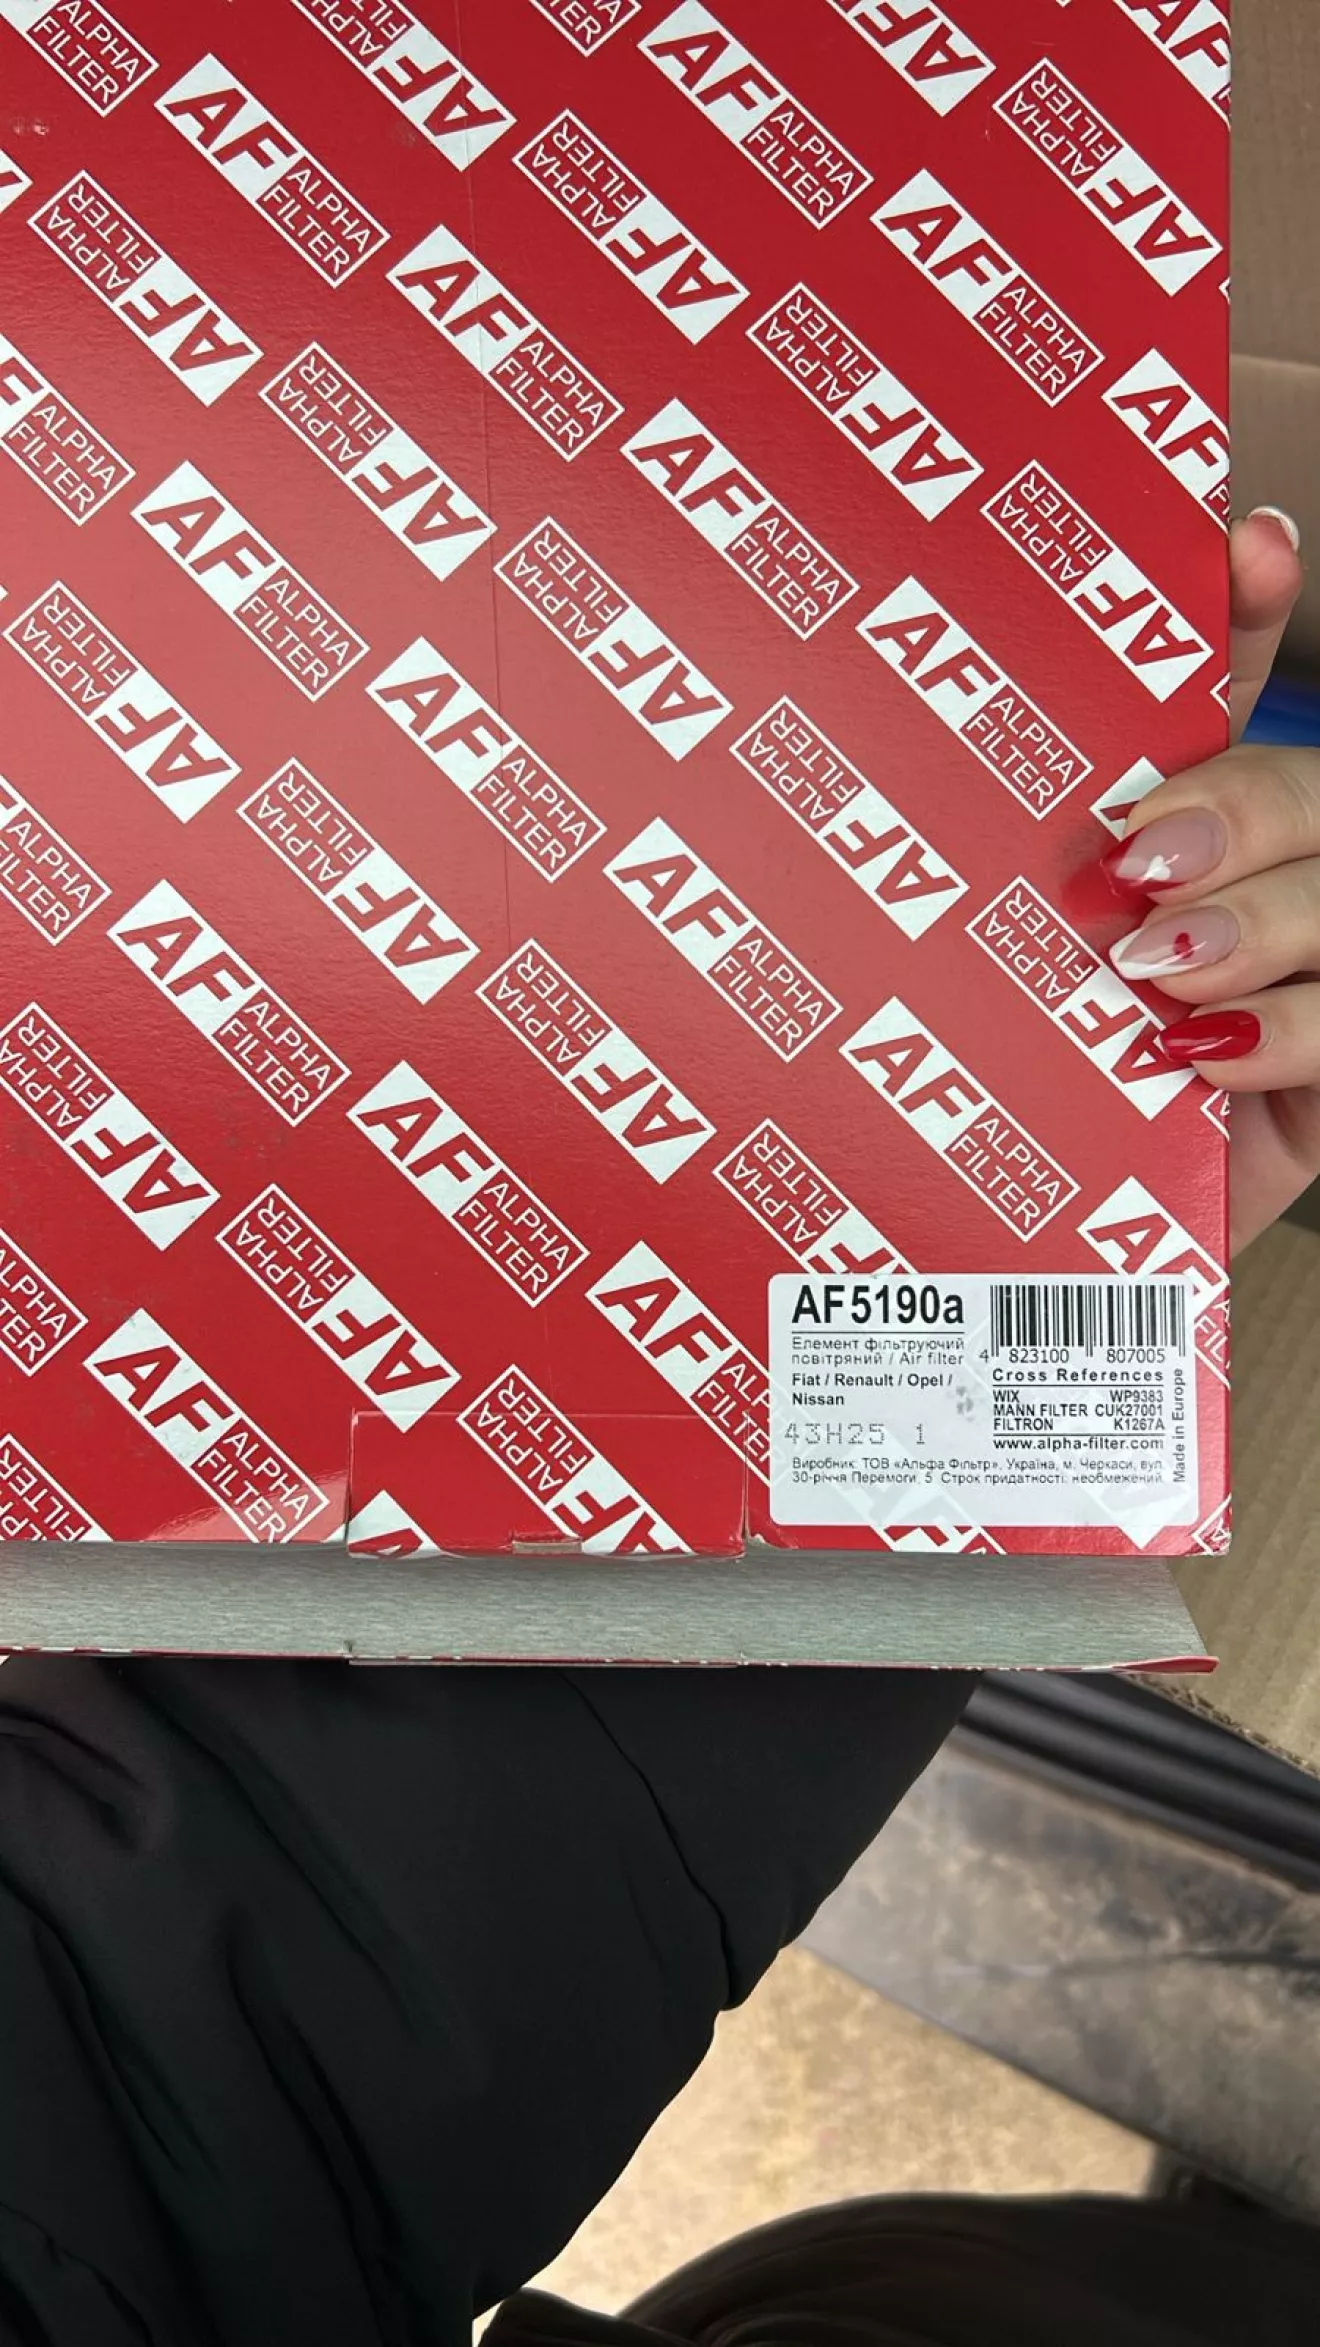 AF ALPHA FILTER
AF5190a
Елемент фільтруючий
повітряний / Air filter
Fiat / Renault / Opel /
Nissan
43H25 1
4 823100 807005
Cross References
WIX WP9383
MANN FILTER CUK27001
FILTRON K1267A
www.alpha-filter.com
Made in Europe
Виробник: ТОВ «Альфа Фільтр», Україна, м. Черкаси, вул.
30-річчя Перемоги, 5. Строк придатності: необмежений.